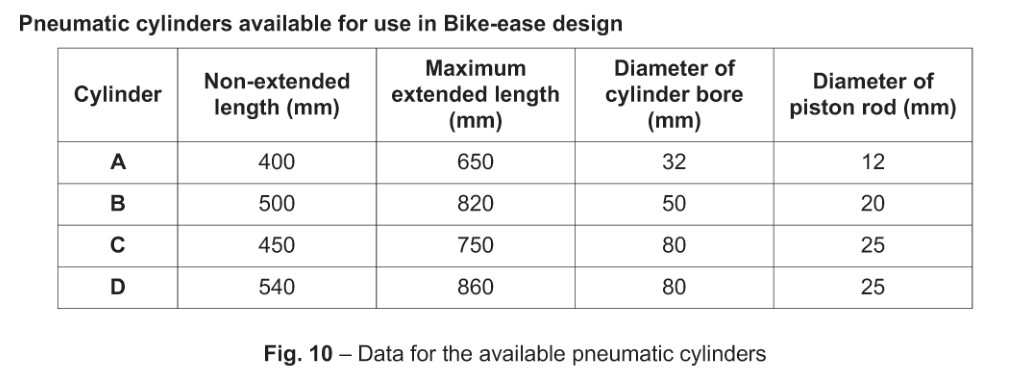 Pneumatic cylinders available for use in Bike-ease design
Cylinder Non-extended length (mm) Maximum extended length (mm) Diameter of cylinder bore (mm) Diameter of piston rod (mm)
A 400 650 32 12
B 500 820 50 20
C 450 750 80 25
D 540 860 80 25
Fig. 10 – Data for the available pneumatic cylinders